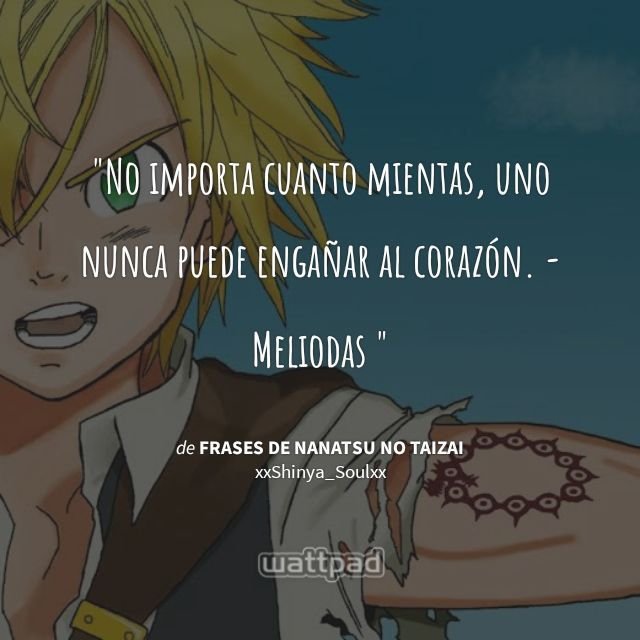 "No importa cuanto mientas, uno
nunca puede engañar al corazón. -
Meliodas "
de FRASES DE NANATSU NO TAIZAI
xxShinya_Soulxx
wattpad